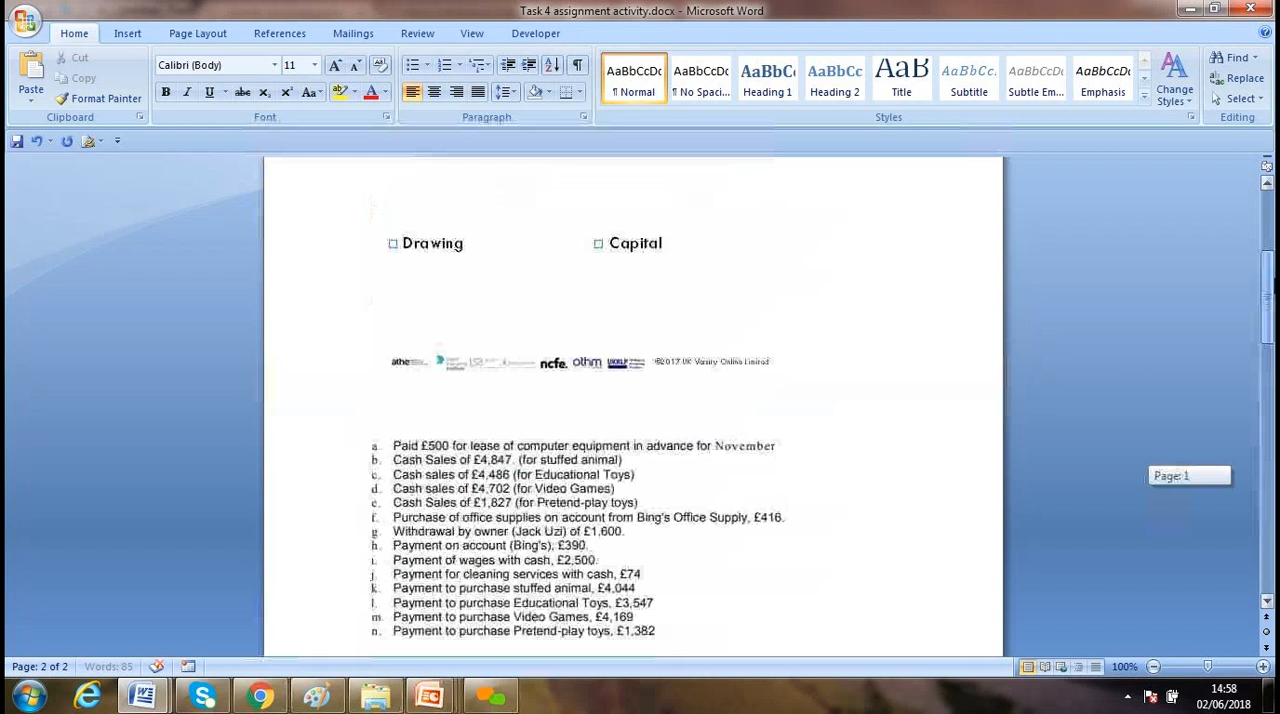 Task 4 assignment activity.docx - Microsoft Word
Home Insert Page Layout References Mailings Review View Developer
Paste
Cut
Copy
Format Painter
Clipboard
Calibri (Body) 11
Font
Paragraph
AaBbCcDc AaBbCcDc AaBbC AaBbCc AaB AaBbCc. AaBbCcDc AaBbCcDc
¶ Normal ¶ No Spaci... Heading 1 Heading 2 Title Subtitle Subtle Em... Emphasis
Styles
Change Styles
Find
Replace
Select
Editing
Drawing Capital
athe ncfe. othm ©2017 UK Versity Online Limited
a. Paid £500 for lease of computer equipment in advance for November
b. Cash Sales of £4,847. (for stuffed animal)
c. Cash sales of £4,486 (for Educational Toys)
d. Cash sales of £4,702 (for Video Games)
e. Cash Sales of £1,827 (for Pretend-play toys)
f. Purchase of office supplies on account from Bing's Office Supply, £416.
g. Withdrawal by owner (Jack Uzi) of £1,600.
h. Payment on account (Bing's), £390.
i. Payment of wages with cash, £2,500.
j. Payment for cleaning services with cash, £74
k. Payment to purchase stuffed animal, £4,044
l. Payment to purchase Educational Toys, £3,547
m. Payment to purchase Video Games, £4,169
n. Payment to purchase Pretend-play toys, £1,382
Page: 1
Page: 2 of 2 Words: 85 100%
14:58
02/06/2018